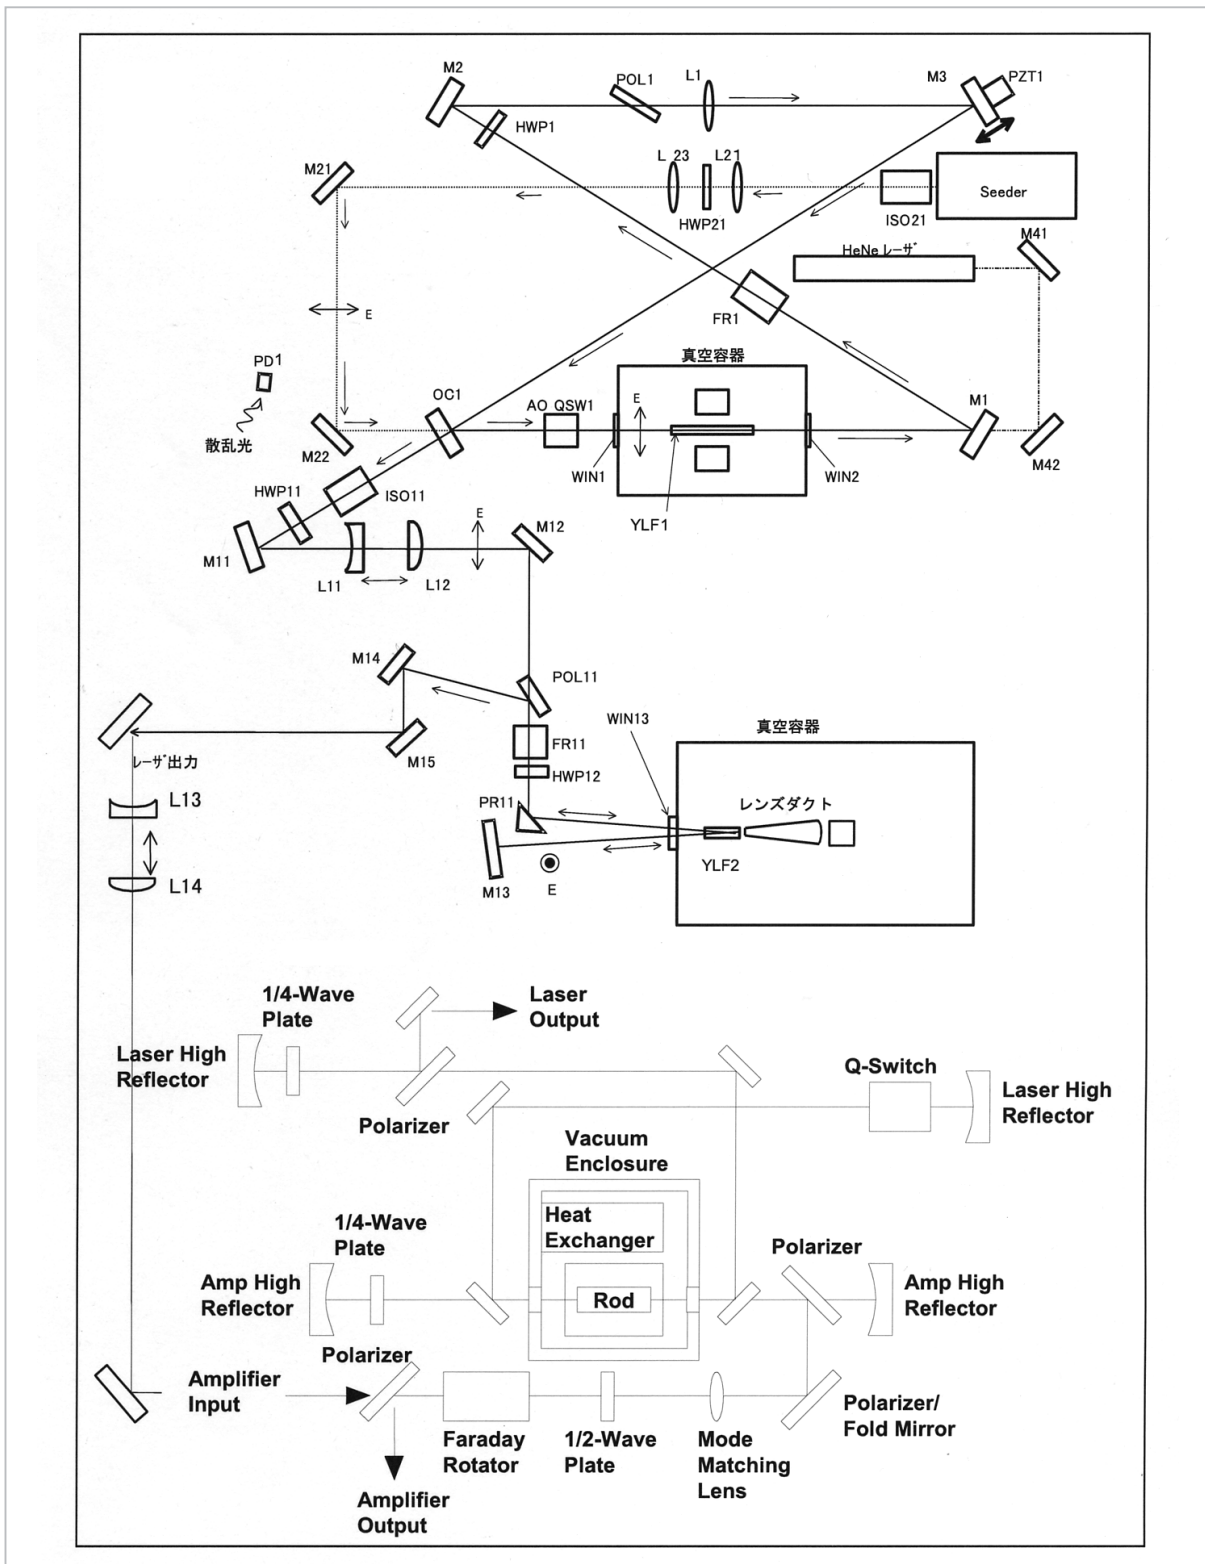 M2
POL1
L1
M3
PZT1
HWP1
M21
L 23
L21
HWP21
ISO21
Seeder
M41
HeNe ﾚｰｻﾞ
FR1
E
PD1
散乱光
M22
OC1
AO QSW1
真空容器
E
WIN1
WIN2
YLF1
M1
M42
HWP11
ISO11
M11
L11
L12
E
M12
M14
POL11
M15
FR11
HWP12
WIN13
真空容器
ﾚｰｻﾞ出力
L13
L14
PR11
M13
E
YLF2
レンズダクト
1/4-Wave
Plate
Laser
Output
Laser High
Reflector
Polarizer
Q-Switch
Laser High
Reflector
Vacuum
Enclosure
Heat
Exchanger
1/4-Wave
Plate
Polarizer
Amp High
Reflector
Rod
Amp High
Reflector
Polarizer
Amplifier
Input
Polarizer/
Fold Mirror
Faraday
Rotator
1/2-Wave
Plate
Mode
Matching
Lens
Amplifier
Output